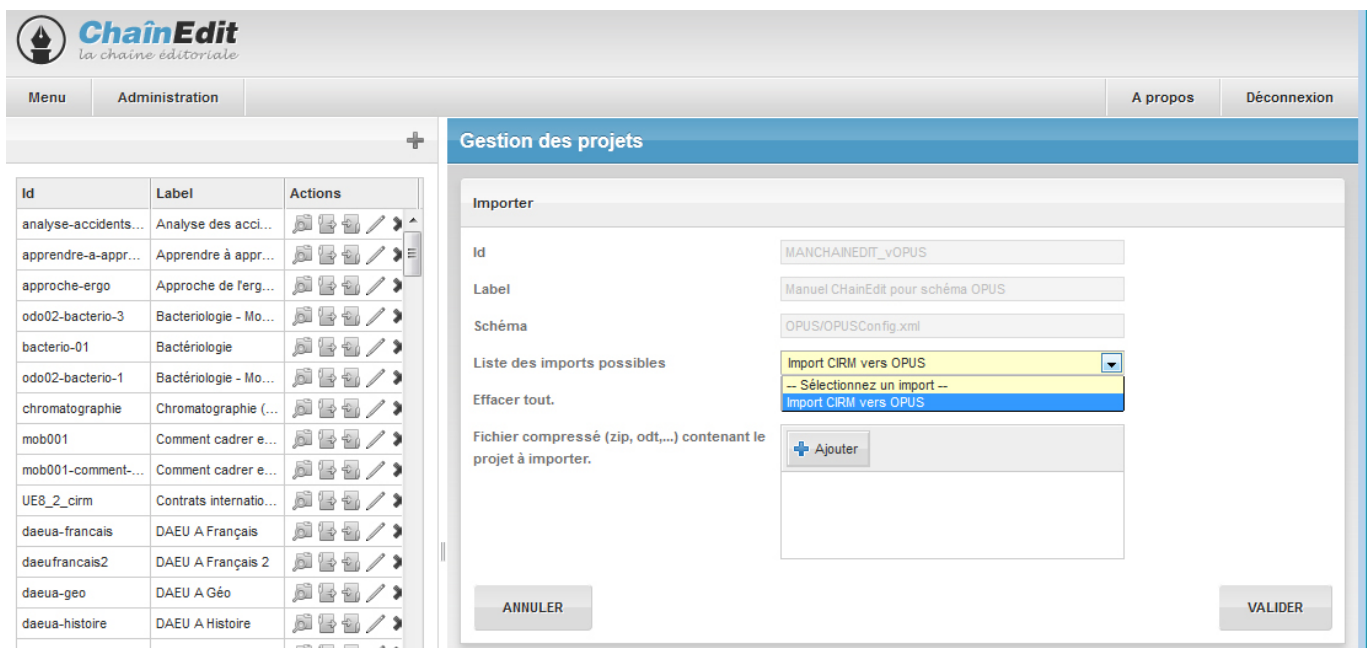 ChaînEdit
la chaine éditoriale
Menu Administration A propos Déconnexion
Gestion des projets
Id Label Actions
analyse-accidents... Analyse des acci...
apprendre-a-appr... Apprendre à appr...
approche-ergo Approche de l'erg...
odo02-bacterio-3 Bacteriologie - Mo...
bacterio-01 Bactériologie
odo02-bacterio-1 Bactériologie - Mo...
chromatographie Chromatographie (...
mob001 Comment cadrer e...
mob001-comment-... Comment cadrer e...
UE8_2_cirm Contrats internatio...
daeua-francais DAEU A Français
daeufrancais2 DAEU A Français 2
daeua-geo DAEU A Géo
daeua-histoire DAEU A Histoire
Importer
Id MANCHAINEDIT_vOPUS
Label Manuel CHainEdit pour schéma OPUS
Schéma OPUS/OPUSConfig.xml
Liste des imports possibles Import CIRM vers OPUS
-- Sélectionnez un import --
Import CIRM vers OPUS
Effacer tout.
Fichier compressé (zip, odt,...) contenant le
projet à importer.
Ajouter
ANNULER VALIDER